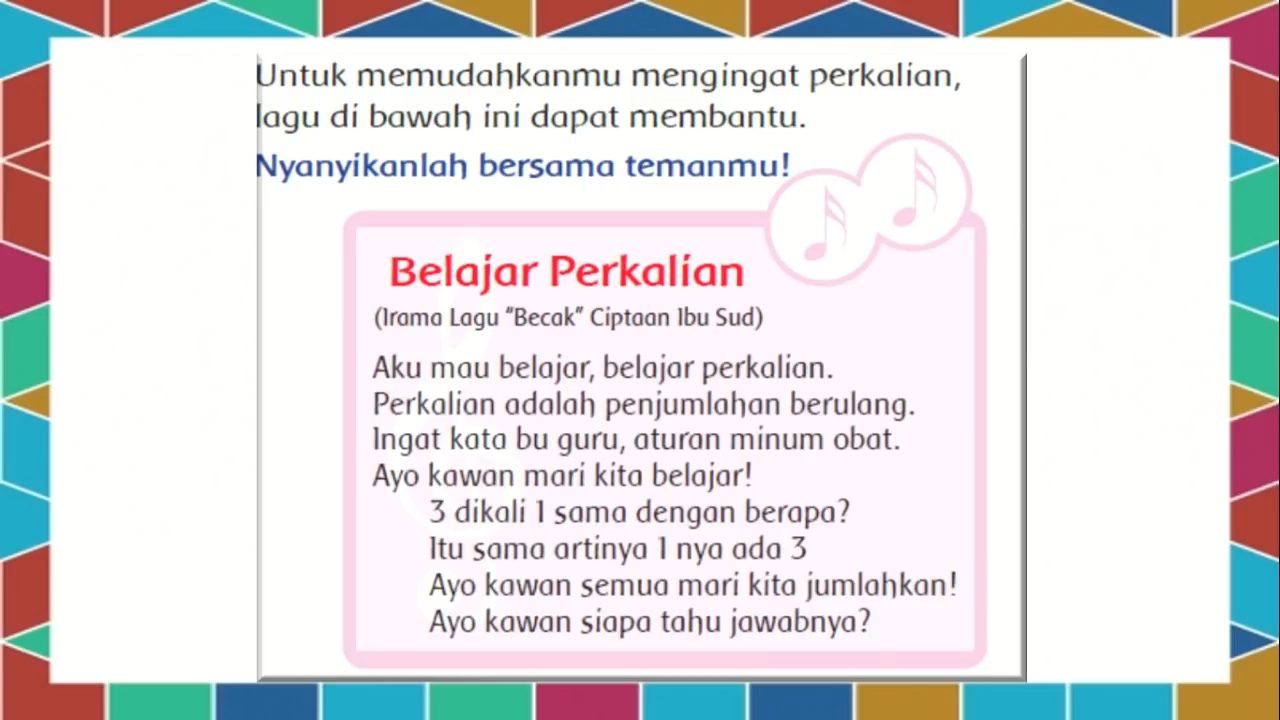 Untuk memudahkanmu mengingat perkalian,
lagu di bawah ini dapat membantu.
Nyanyikanlah bersama temanmu!
Belajar Perkalian
(Irama Lagu “Becak” Ciptaan Ibu Sud)
Aku mau belajar, belajar perkalian.
Perkalian adalah penjumlahan berulang.
Ingat kata bu guru, aturan minum obat.
Ayo kawan mari kita belajar!
3 dikali 1 sama dengan berapa?
Itu sama artinya 1 nya ada 3
Ayo kawan semua mari kita jumlahkan!
Ayo kawan siapa tahu jawabnya?